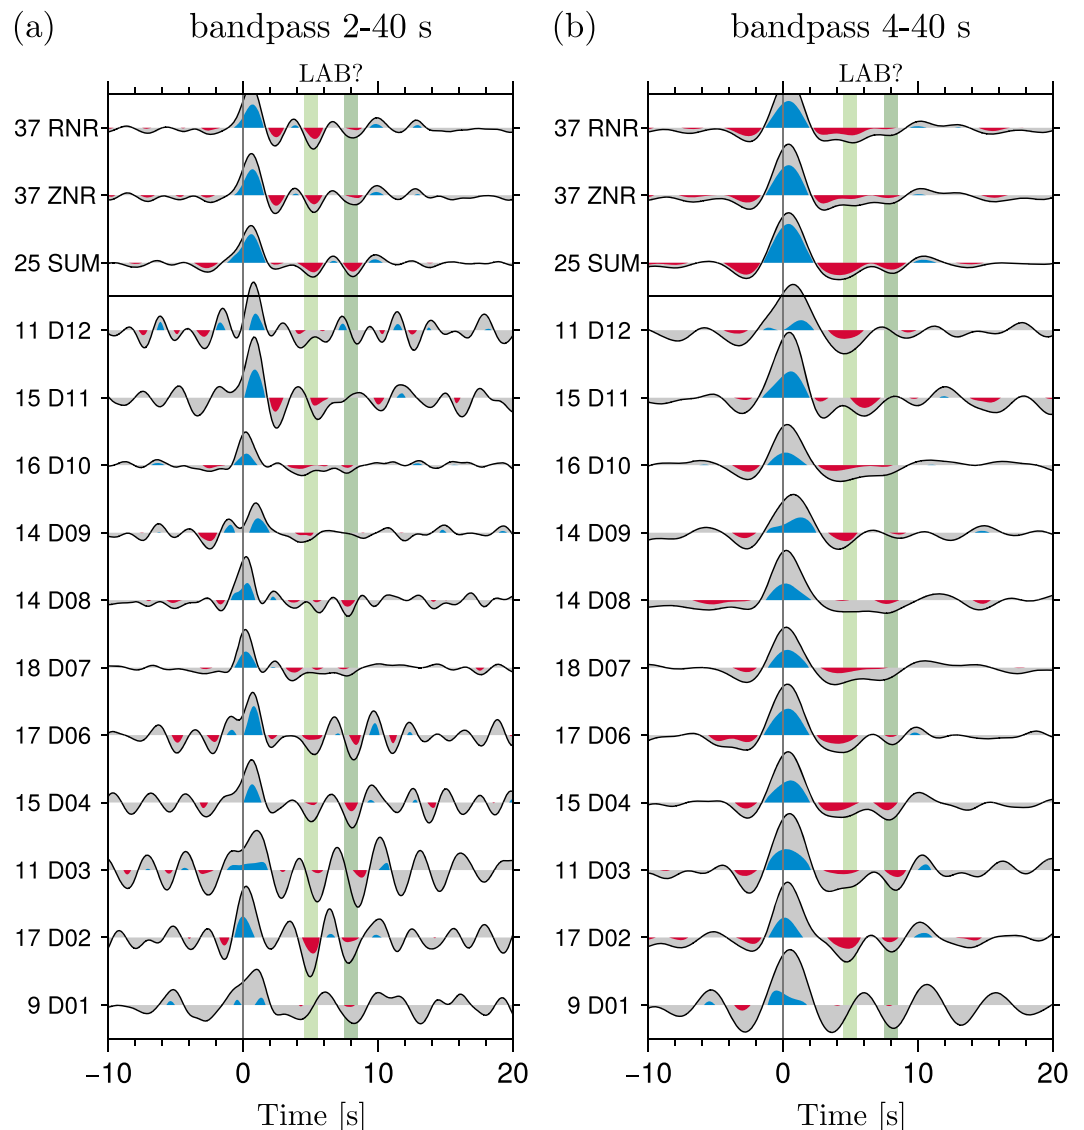 (a) bandpass 2-40 s
(b) bandpass 4-40 s
LAB?
LAB?
37 RNR
37 ZNR
25 SUM
11 D12
15 D11
16 D10
14 D09
14 D08
18 D07
17 D06
15 D04
11 D03
17 D02
9 D01
37 RNR
37 ZNR
25 SUM
11 D12
15 D11
16 D10
14 D09
14 D08
18 D07
17 D06
15 D04
11 D03
17 D02
9 D01
−10 0 10 20
−10 0 10 20
Time [s]
Time [s]